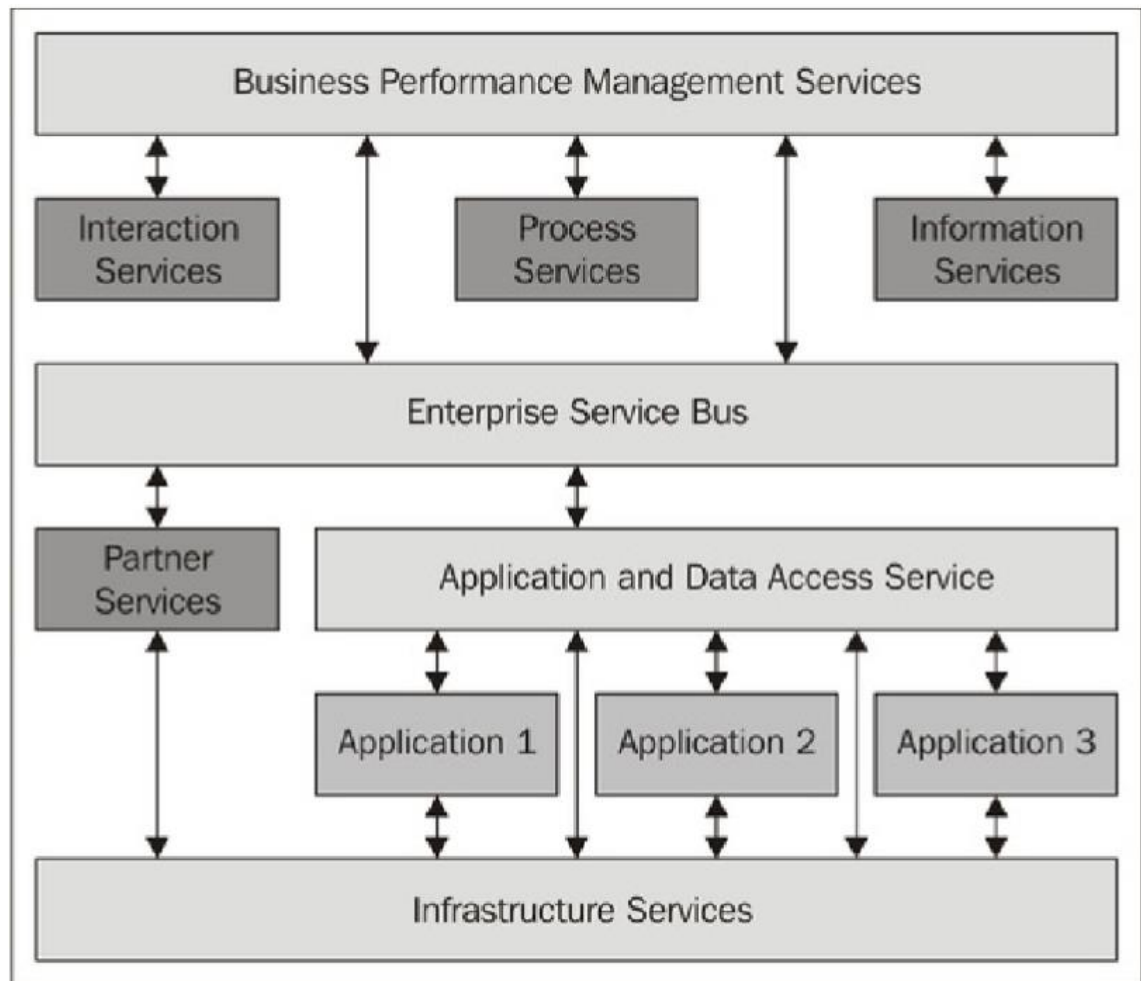 Business Performance Management Services
Interaction
Services
Process
Services
Information
Services
Enterprise Service Bus
Partner
Services
Application and Data Access Service
Application 1
Application 2
Application 3
Infrastructure Services